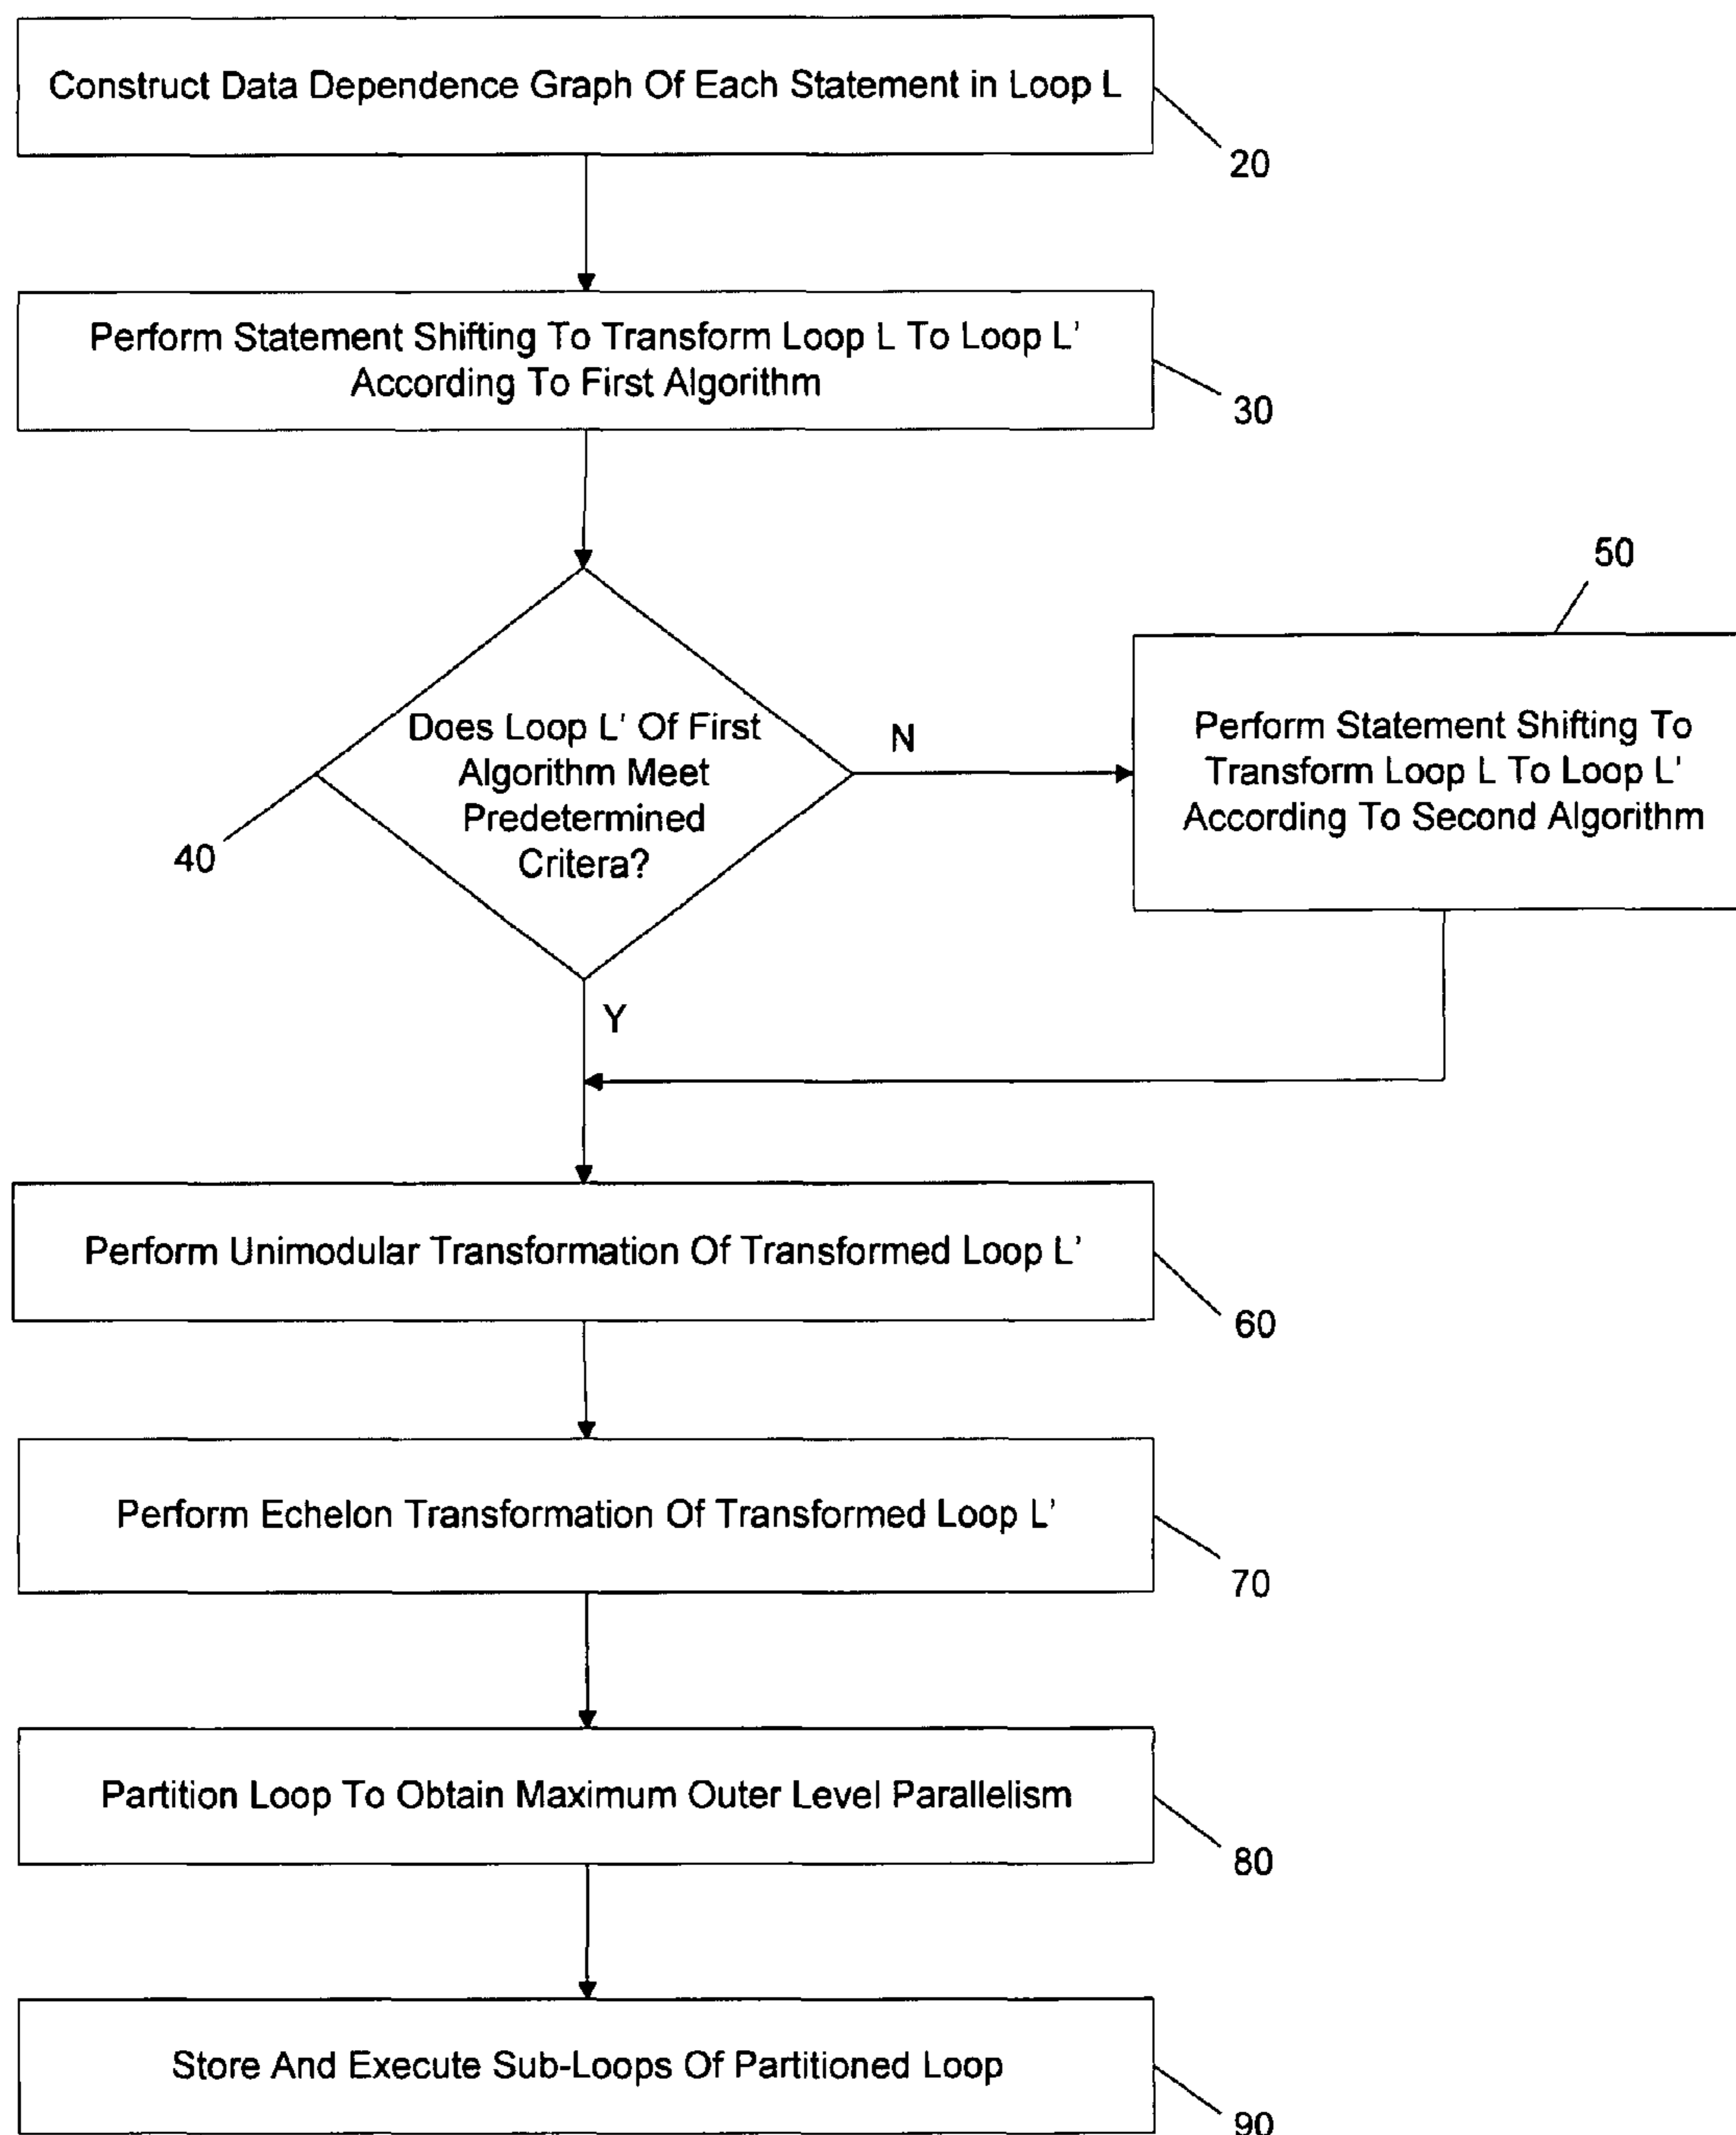 Construct Data Dependence Graph Of Each Statement in Loop L
20
Perform Statement Shifting To Transform Loop L To Loop L'
According To First Algorithm
30
50
Does Loop L' Of First
Algorithm Meet
Predetermined
Critera?
N
Perform Statement Shifting To
Transform Loop L To Loop L'
According To Second Algorithm
40
Y
Perform Unimodular Transformation Of Transformed Loop L'
60
Perform Echelon Transformation Of Transformed Loop L'
70
Partition Loop To Obtain Maximum Outer Level Parallelism
80
Store And Execute Sub-Loops Of Partitioned Loop
90